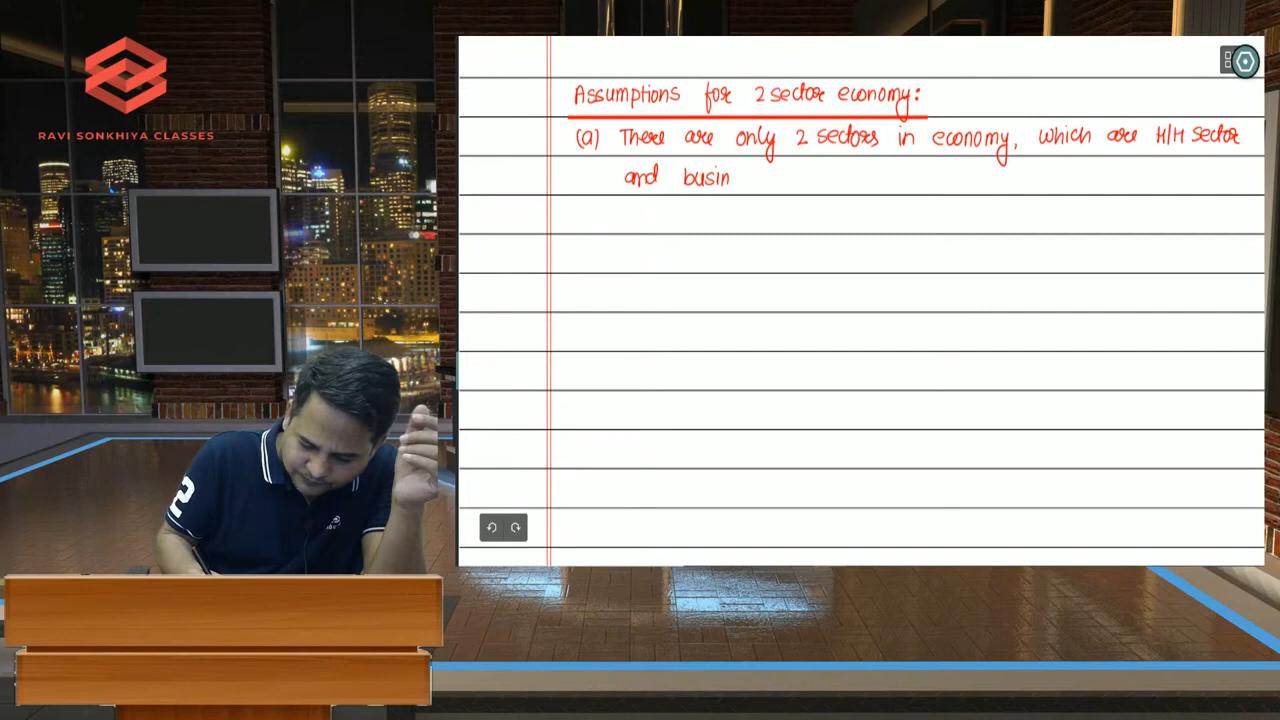 RAVI SONKHIYA CLASSES
Assumptions for 2 sector economy:
(a) There are only 2 sectors in economy, which are H/H sector
and busin
2